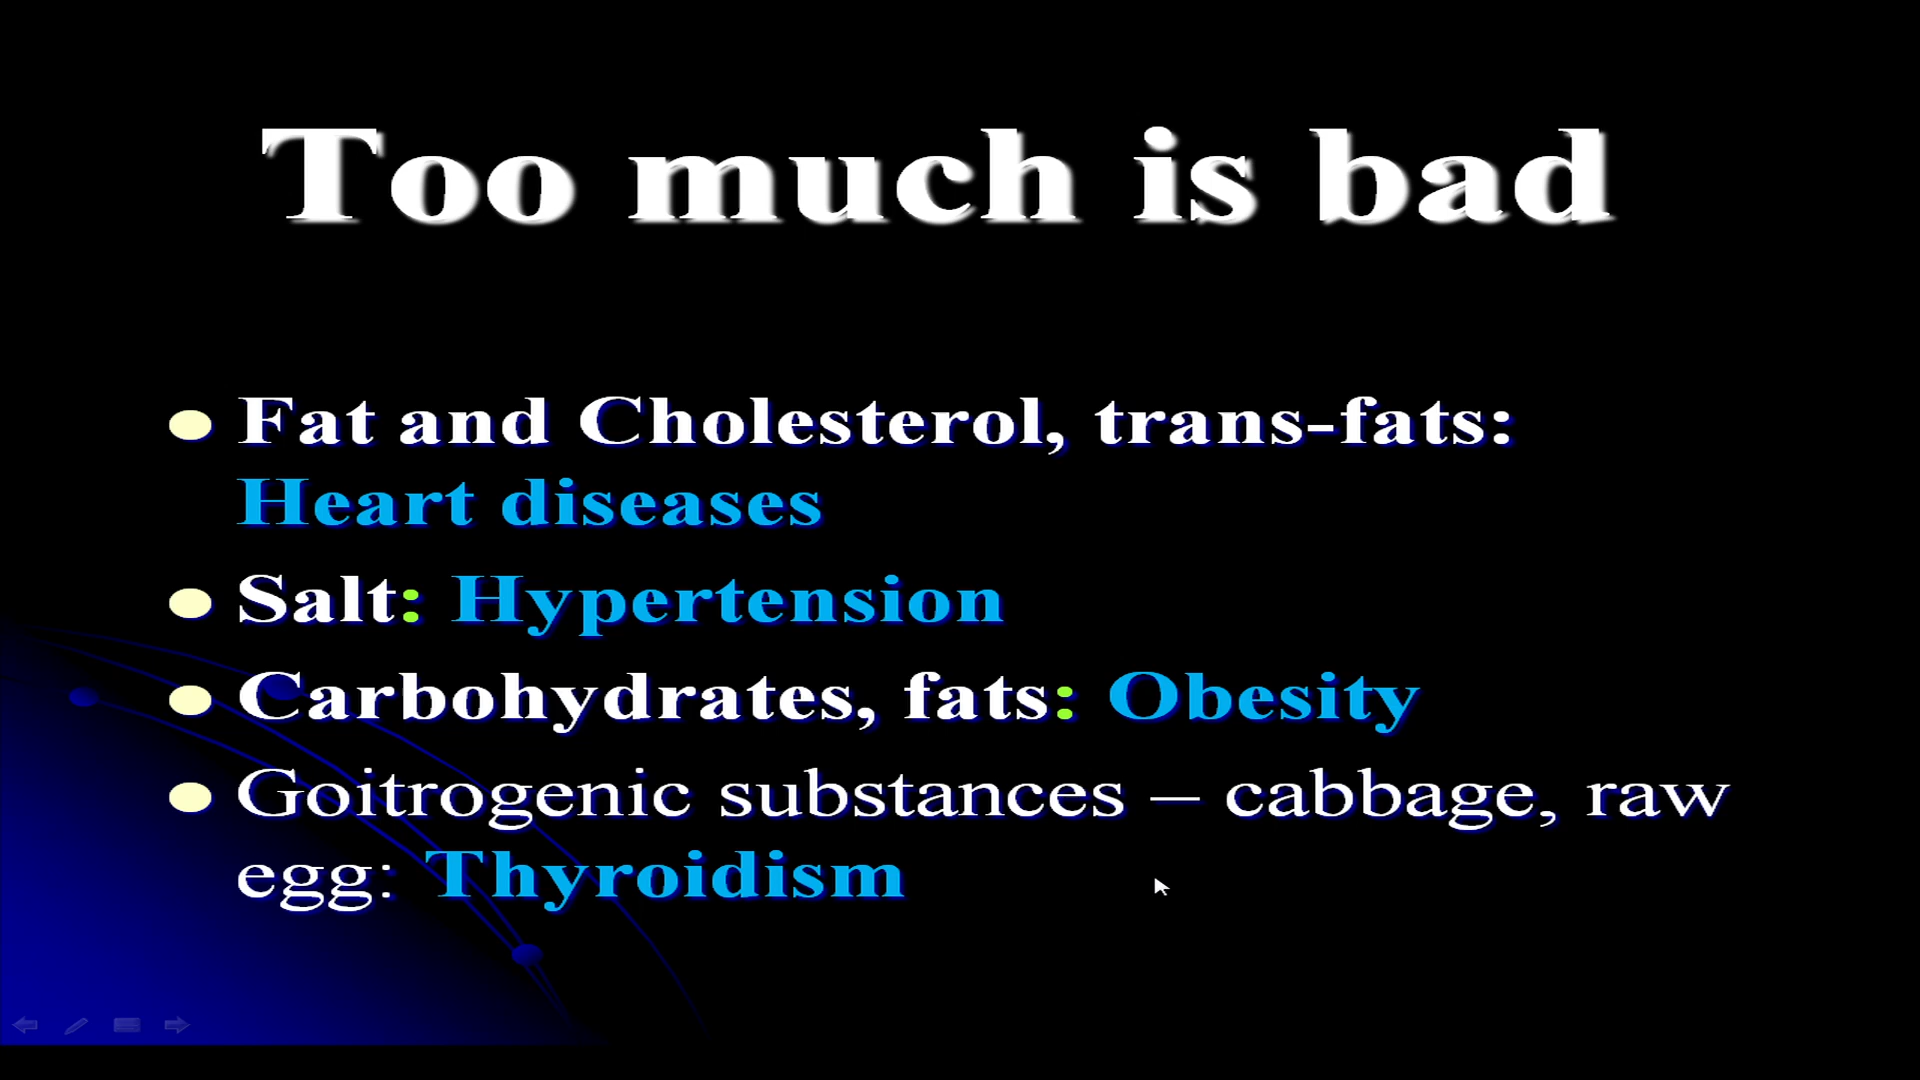 Too much is bad
Fat and Cholesterol, trans-fats:
Heart diseases
Salt: Hypertension
Carbohydrates, fats: Obesity
Goitrogenic substances – cabbage, raw
egg: Thyroidism